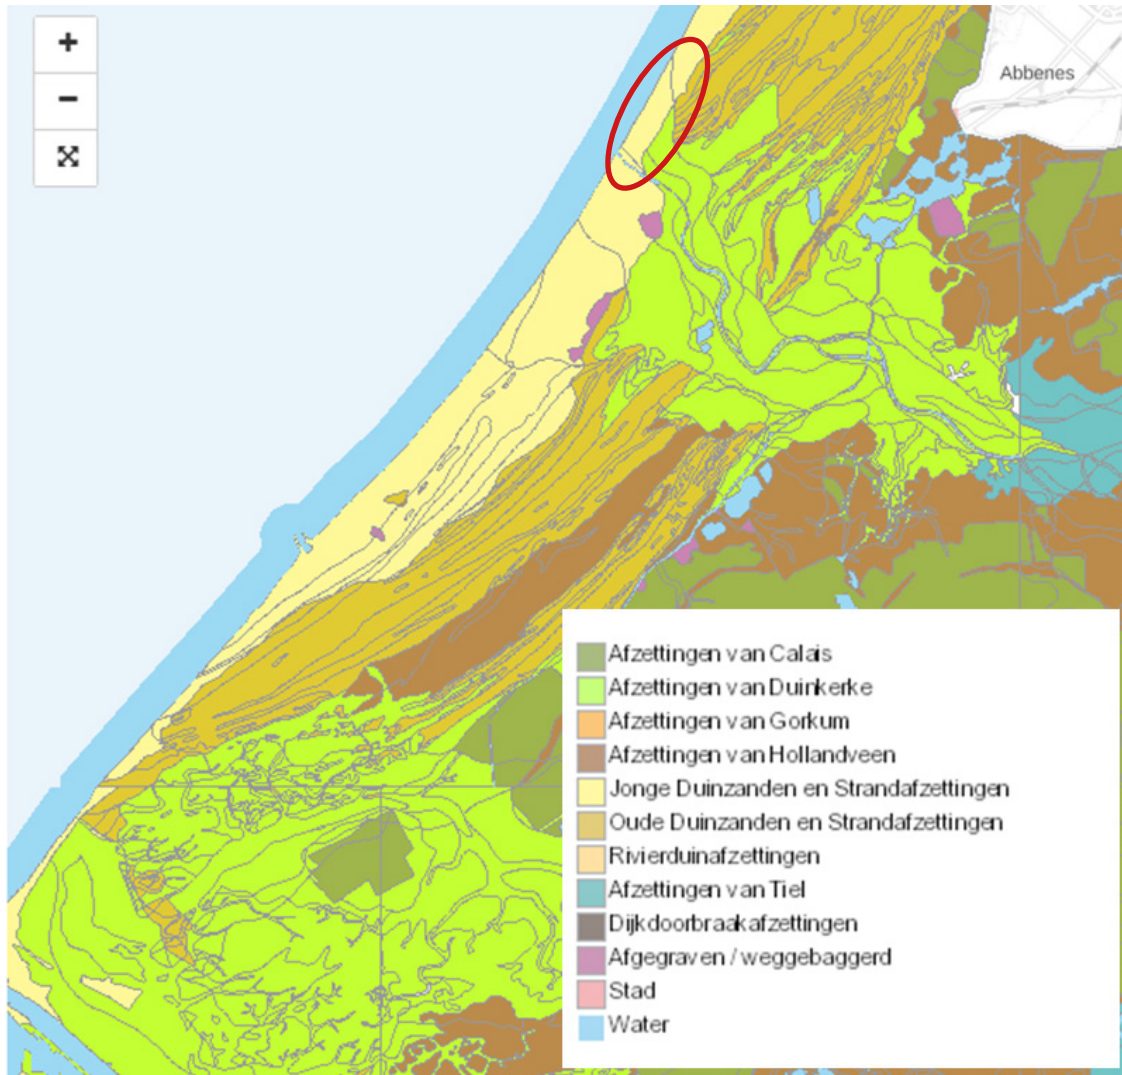 +
−
Abbenes
Afzettingen van Calais
Afzettingen van Duinkerke
Afzettingen van Gorkum
Afzettingen van Hollandveen
Jonge Duinzanden en Strandafzettingen
Oude Duinzanden en Strandafzettingen
Rivierduinafzettingen
Afzettingen van Tiel
Dijkdoorbraakafzettingen
Afgegraven / weggebaggerd
Stad
Water